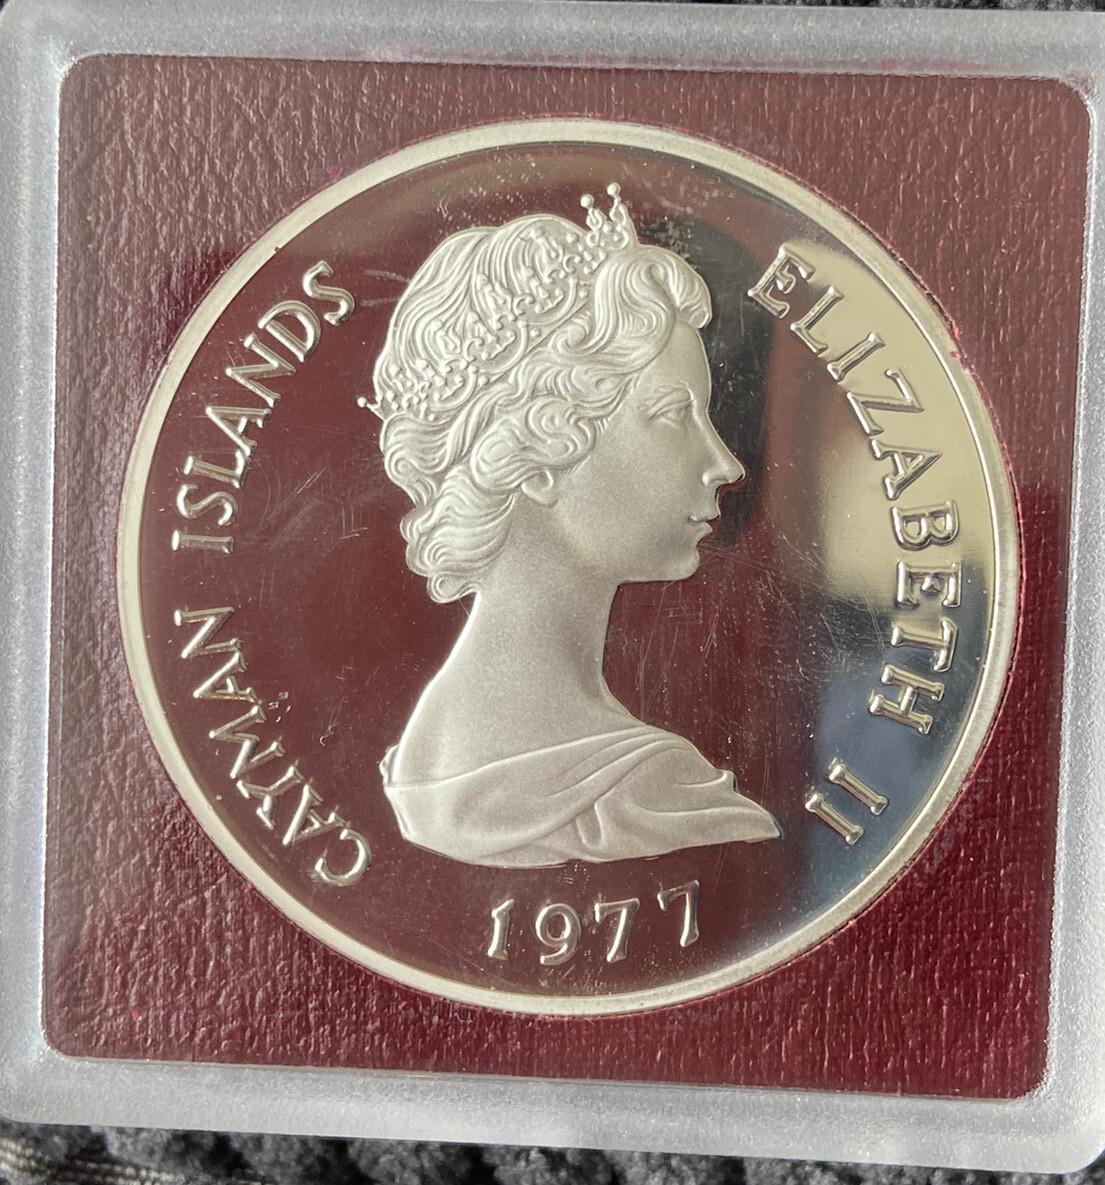 CAYMAN ISLANDS
ELIZABETH II
1977